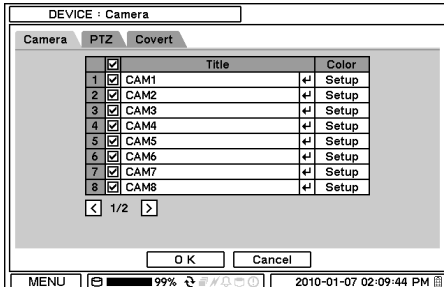 DEVICE : Camera
Camera PTZ Covert
Title Color
1 CAM1 Setup
2 CAM2 Setup
3 CAM3 Setup
4 CAM4 Setup
5 CAM5 Setup
6 CAM6 Setup
7 CAM7 Setup
8 CAM8 Setup
< 1/2 >
OK Cancel
MENU 99% 2010-01-07 02:09:44 PM